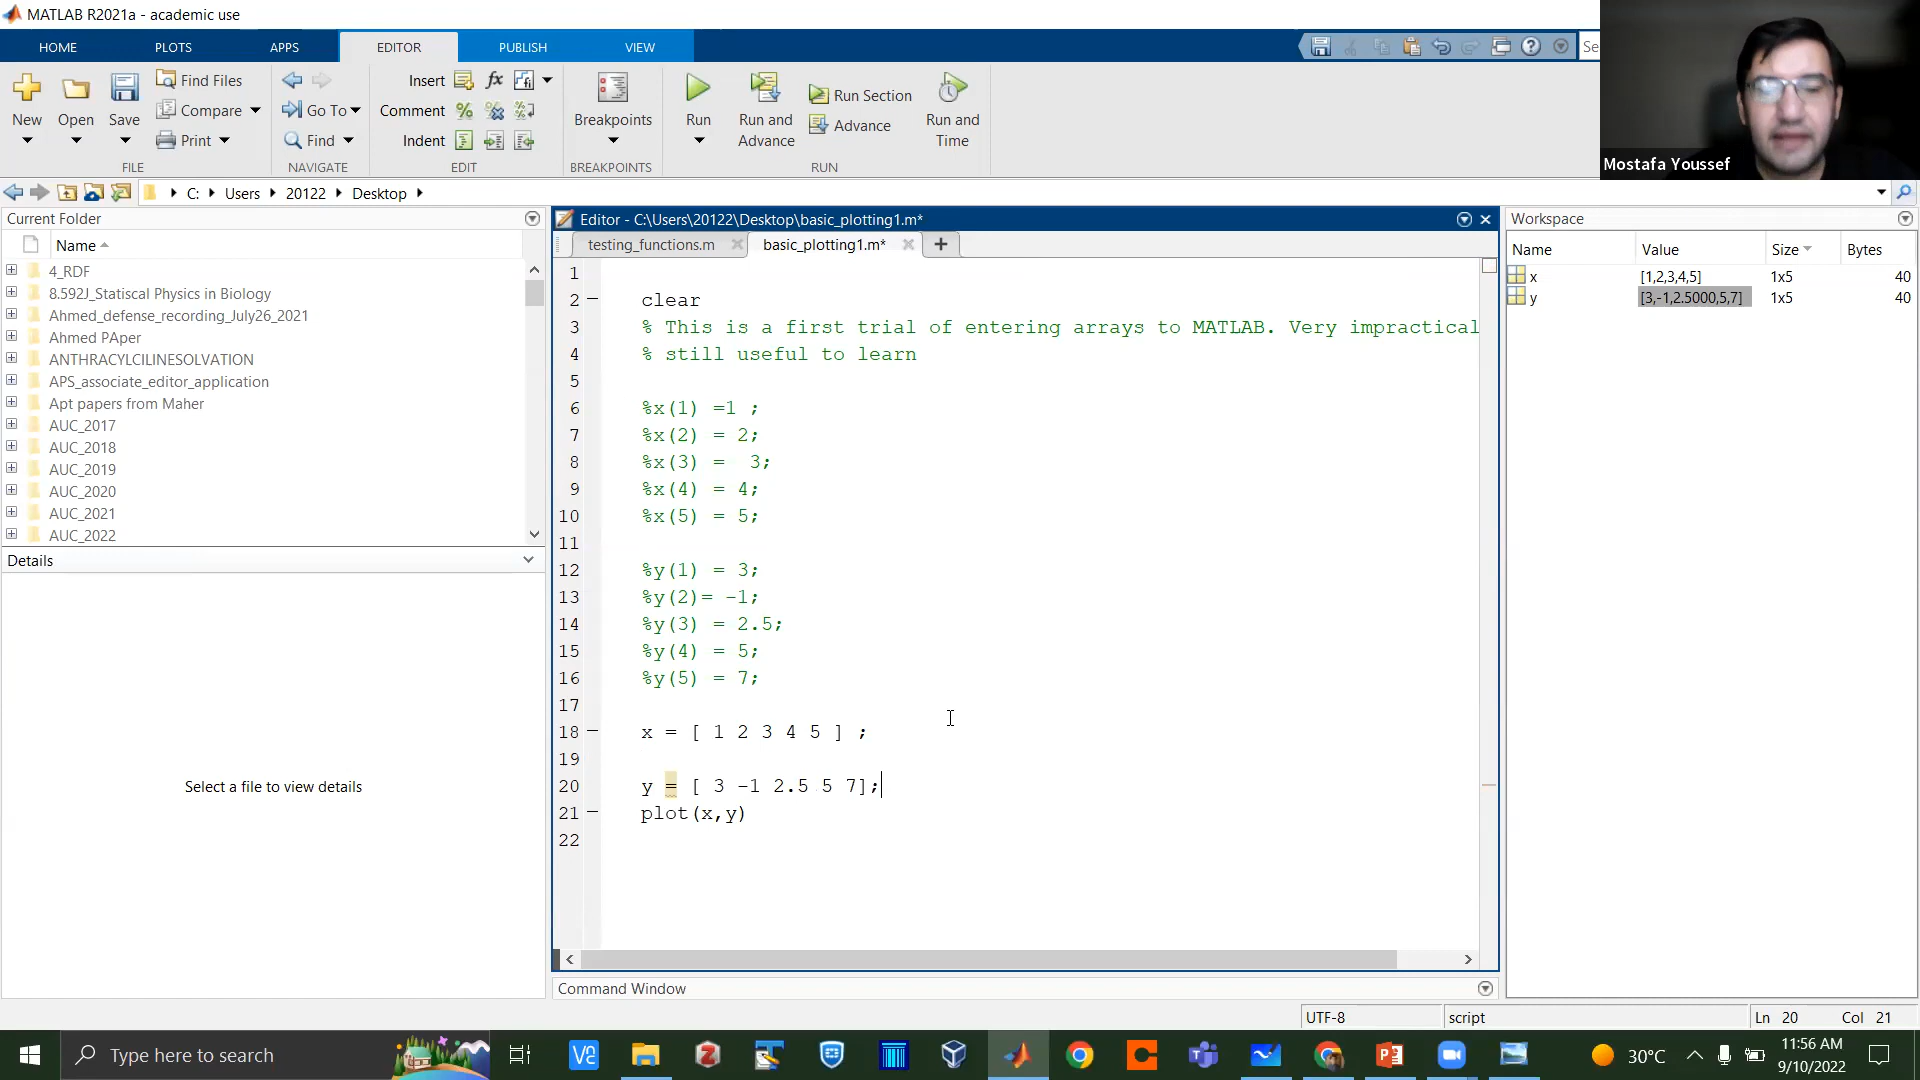 MATLAB R2021a - academic use
HOME PLOTS APPS EDITOR PUBLISH VIEW Se
New Open Save Find Files Compare Print
FILE
Go To Find
NAVIGATE
Insert fx
Comment
Indent
EDIT
Breakpoints
BREAKPOINTS
Run Run and Advance Run Section Advance Run and Time
RUN
Mostafa Youssef
C: Users 20122 Desktop
Current Folder
Name
4_RDF
8.592J_Statiscal Physics in Biology
Ahmed_defense_recording_July26_2021
Ahmed PAper
ANTHRACYLCILINESOLVATION
APS_associate_editor_application
Apt papers from Maher
AUC_2017
AUC_2018
AUC_2019
AUC_2020
AUC_2021
AUC_2022
Details
Select a file to view details
Editor - C:\Users\20122\Desktop\basic_plotting1.m*
testing_functions.m basic_plotting1.m*
1
2 clear
3 % This is a first trial of entering arrays to MATLAB. Very impractical
4 % still useful to learn
5
6 %x(1) =1 ;
7 %x(2) = 2;
8 %x(3) =  3;
9 %x(4) = 4;
10 %x(5) = 5;
11
12 %y(1) = 3;
13 %y(2)= -1;
14 %y(3) = 2.5;
15 %y(4) = 5;
16 %y(5) = 7;
17
18 x = [ 1 2 3 4 5 ] ;
19
20 y = [ 3 -1 2.5 5 7];
21 plot(x,y)
22
Command Window
Workspace
Name Value Size Bytes
x [1,2,3,4,5] 1x5 40
y [3,-1,2.5000,5,7] 1x5 40
UTF-8 script Ln 20 Col 21
Type here to search
30°C
11:56 AM
9/10/2022